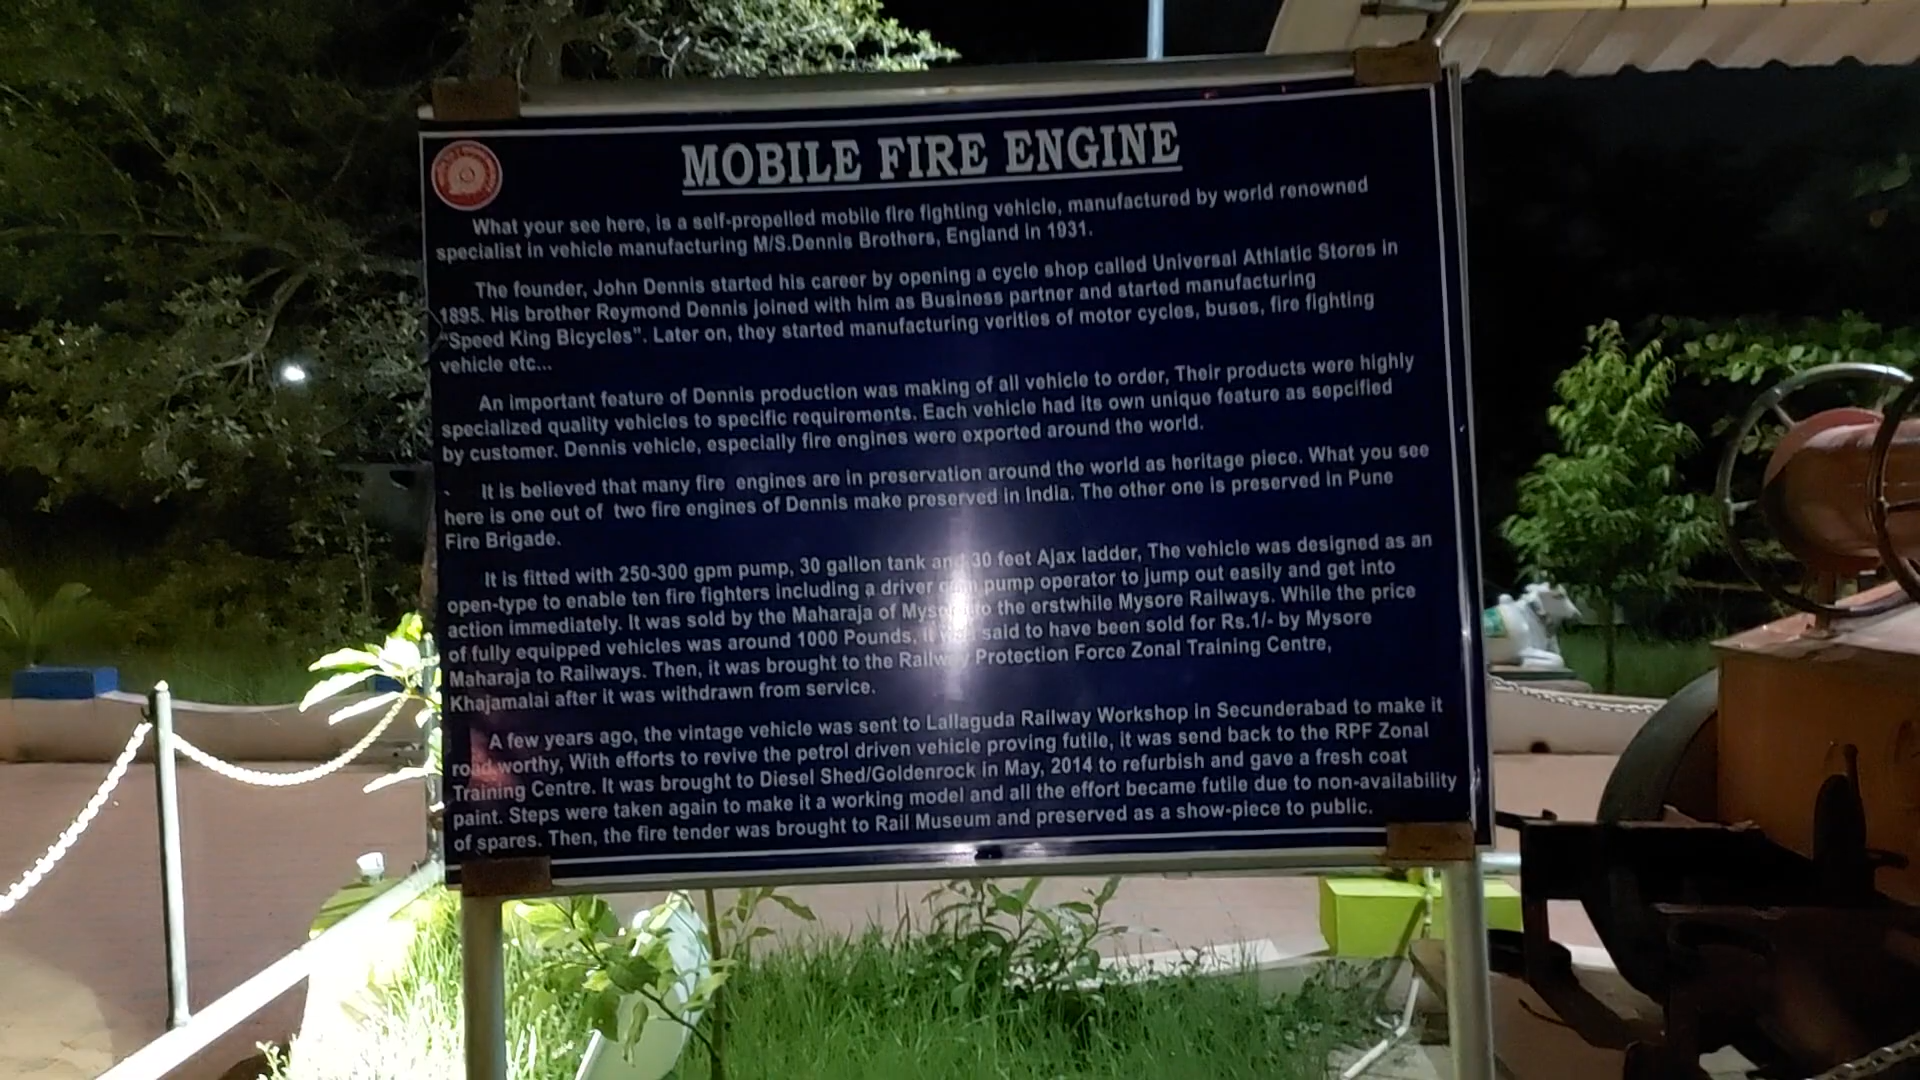 MOBILE FIRE ENGINE
What your see here, is a self-propelled mobile fire fighting vehicle, manufactured by world renowned
specialist in vehicle manufacturing M/S.Dennis Brothers, England in 1931.
The founder, John Dennis started his career by opening a cycle shop called Universal Athlatic Stores in
1895. His brother Reymond Dennis joined with him as Business partner and started manufacturing
"Speed King Bicycles". Later on, they started manufacturing verities of motor cycles, buses, fire fighting
vehicle etc...
An important feature of Dennis production was making of all vehicle to order, Their products were highly
specialized quality vehicles to specific requirements. Each vehicle had its own unique feature as sepcified
by customer. Dennis vehicle, especially fire engines were exported around the world.
It is believed that many fire engines are in preservation around the world as heritage piece. What you see
here is one out of two fire engines of Dennis make preserved in India. The other one is preserved in Pune
Fire Brigade.
It is fitted with 250-300 gpm pump, 30 gallon tank and 30 feet Ajax ladder, The vehicle was designed as an
open-type to enable ten fire fighters including a driver pump operator to jump out easily and get into
action immediately. It was sold by the Maharaja of Mysore to the erstwhile Mysore Railways. While the price
of fully equipped vehicles was around 1000 Pounds, it was said to have been sold for Rs.1/- by Mysore
Maharaja to Railways. Then, it was brought to the Railway Protection Force Zonal Training Centre,
Khajamalai after it was withdrawn from service.
A few years ago, the vintage vehicle was sent to Lallaguda Railway Workshop in Secunderabad to make it
road worthy, With efforts to revive the petrol driven vehicle proving futile, it was send back to the RPF Zonal
Training Centre. It was brought to Diesel Shed/Goldenrock in May, 2014 to refurbish and gave a fresh coat
paint. Steps were taken again to make it a working model and all the effort became futile due to non-availability
of spares. Then, the fire tender was brought to Rail Museum and preserved as a show-piece to public.